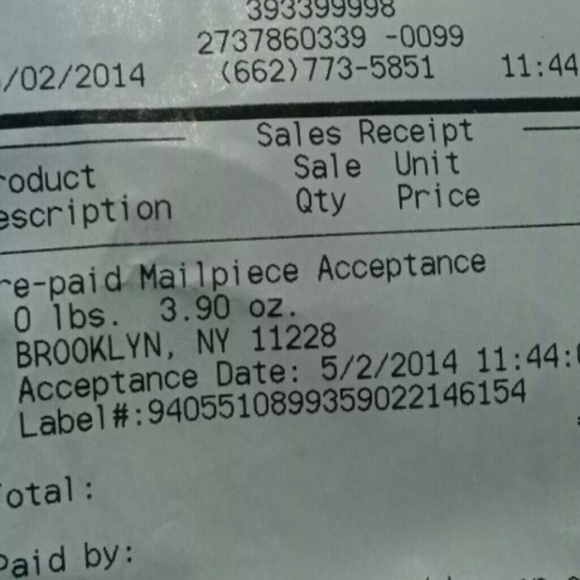 393399998
2737860339 -0099
/02/2014 (662)773-5851 11:44
Sales Receipt
roduct Sale Unit
escription Qty Price
re-paid Mailpiece Acceptance
0 lbs. 3.90 oz.
BROOKLYN, NY 11228
Acceptance Date: 5/2/2014 11:44:
Label#:9405510899359022146154
otal:
Paid by: